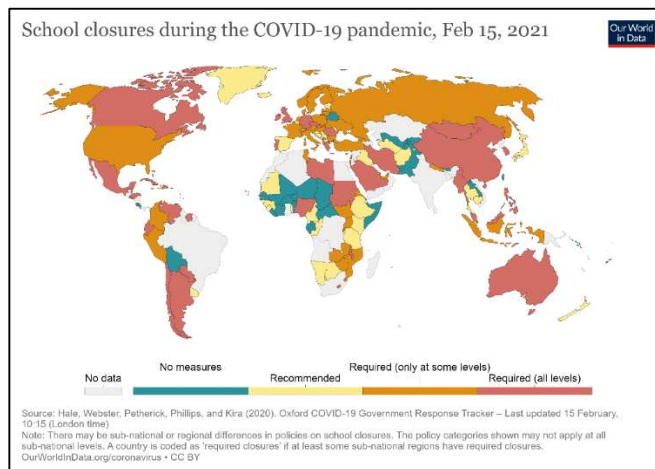 School closures during the COVID-19 pandemic, Feb 15, 2021
Our World
in Data
No data
No measures
Recommended
Required (only at some levels)
Required (all levels)
Source: Hale, Webster, Petherick, Phillips, and Kira (2020). Oxford COVID-19 Government Response Tracker – Last updated 15 February,
10:15 (London time)
Note: There may be sub-national or regional differences in policies on school closures. The policy categories shown may not apply at all
sub-national levels. A country is coded as 'required closures' if at least some sub-national regions have required closures.
OurWorldInData.org/coronavirus • CC BY